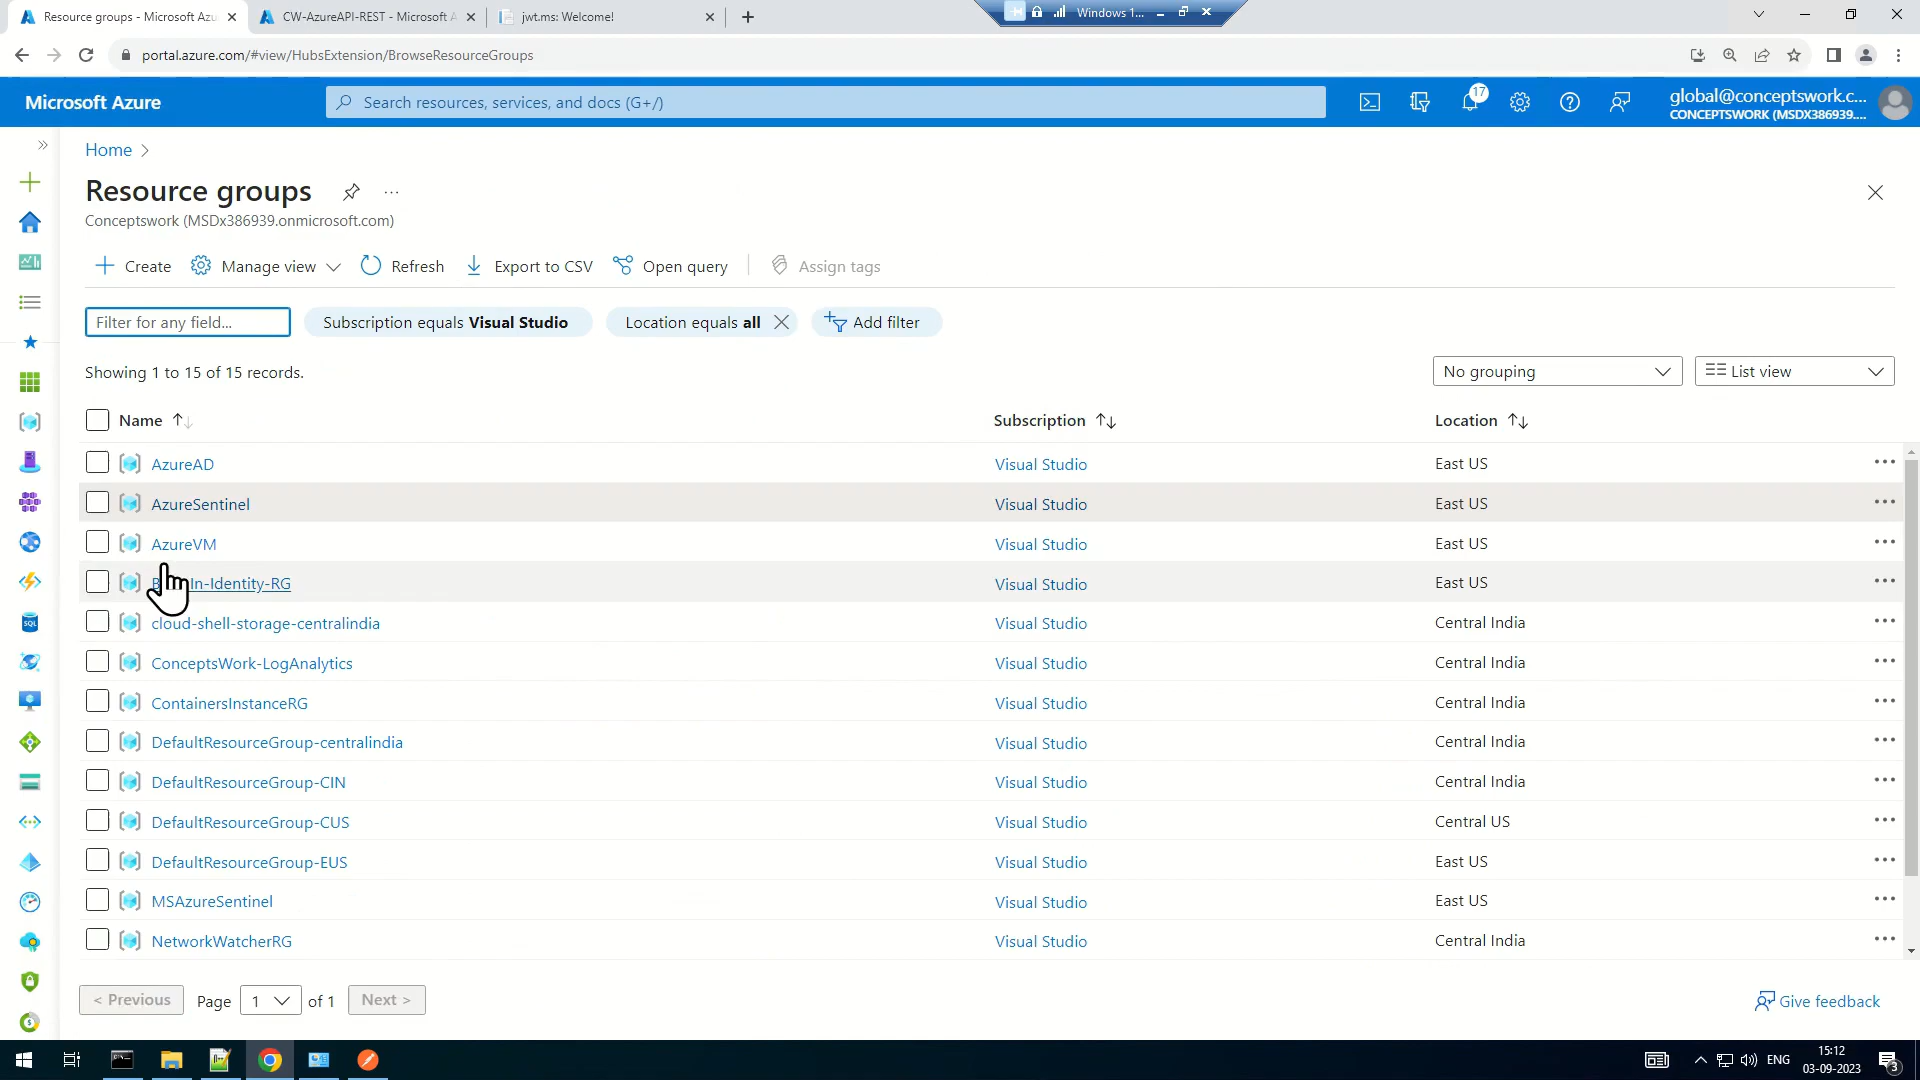 Resource groups - Microsoft Azu
CW-AzureAPI-REST - Microsoft A
jwt.ms: Welcome!
Windows 1...
portal.azure.com/#view/HubsExtension/BrowseResourceGroups
Microsoft Azure
Search resources, services, and docs (G+/)
17
global@conceptswork.c...
CONCEPTSWORK (MSDX386939....
Home
Resource groups
Conceptswork (MSDx386939.onmicrosoft.com)
Create
Manage view
Refresh
Export to CSV
Open query
Assign tags
Filter for any field...
Subscription equals Visual Studio
Location equals all
Add filter
Showing 1 to 15 of 15 records.
No grouping
List view
Name
Subscription
Location
AzureAD Visual Studio East US
AzureSentinel Visual Studio East US
AzureVM Visual Studio East US
In-Identity-RG Visual Studio East US
cloud-shell-storage-centralindia Visual Studio Central India
ConceptsWork-LogAnalytics Visual Studio Central India
ContainersInstanceRG Visual Studio Central India
DefaultResourceGroup-centralindia Visual Studio Central India
DefaultResourceGroup-CIN Visual Studio Central India
DefaultResourceGroup-CUS Visual Studio Central US
DefaultResourceGroup-EUS Visual Studio East US
MSAzureSentinel Visual Studio East US
NetworkWatcherRG Visual Studio Central India
< Previous
Page 1 of 1
Next >
Give feedback
ENG
15:12
03-09-2023
3